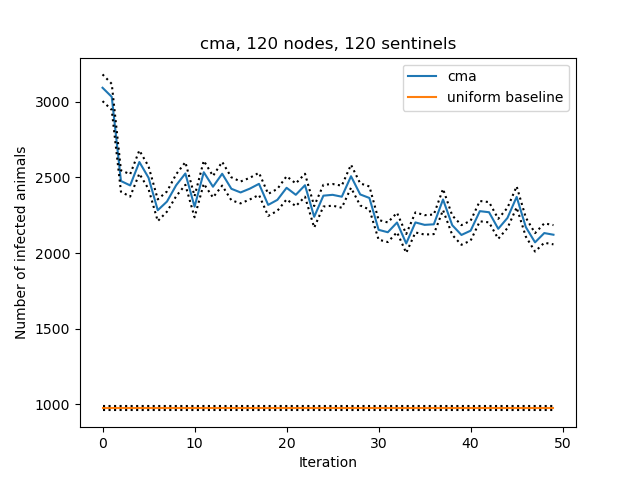 cma, 120 nodes, 120 sentinels
cma
uniform baseline
Number of infected animals
3000
2500
2000
1500
1000
0 10 20 30 40 50
Iteration